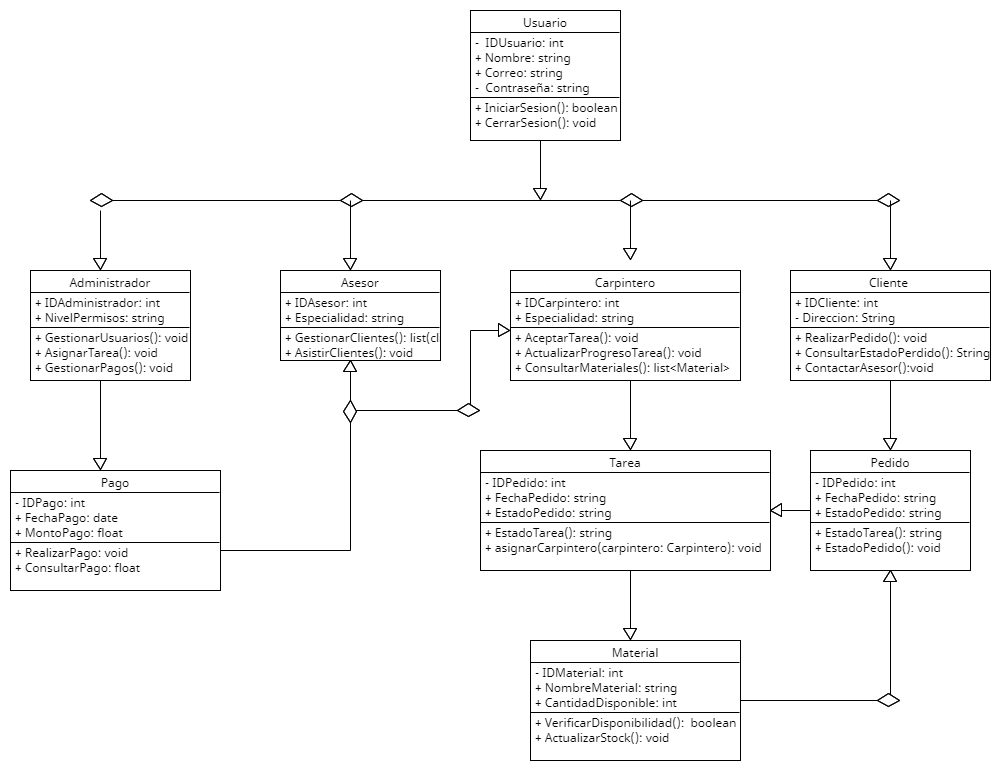 Usuario
- IDUsuario: int
+ Nombre: string
+ Correo: string
- Contraseña: string
+ IniciarSesion(): boolean
+ CerrarSesion(): void
Administrador
+ IDAdministrador: int
+ NivelPermisos: string
+ GestionarUsuarios(): void
+ AsignarTarea(): void
+ GestionarPagos(): void
Asesor
+ IDAsesor: int
+ Especialidad: string
+ GestionarClientes(): list(cl
+ AsistirClientes(): void
Carpintero
+ IDCarpintero: int
+ Especialidad: string
+ AceptarTarea(): void
+ ActualizarProgresoTarea(): void
+ ConsultarMateriales(): list<Material>
Cliente
+ IDCliente: int
- Direccion: String
+ RealizarPedido(): void
+ ConsultarEstadoPerdido(): String
+ ContactarAsesor():void
Pago
- IDPago: int
+ FechaPago: date
+ MontoPago: float
+ RealizarPago: void
+ ConsultarPago: float
Tarea
- IDPedido: int
+ FechaPedido: string
+ EstadoPedido: string
+ EstadoTarea(): string
+ asignarCarpintero(carpintero: Carpintero): void
Pedido
- IDPedido: int
+ FechaPedido: string
+ EstadoPedido: string
+ EstadoTarea(): string
+ EstadoPedido(): void
Material
- IDMaterial: int
+ NombreMaterial: string
+ CantidadDisponible: int
+ VerificarDisponibilidad(): boolean
+ ActualizarStock(): void